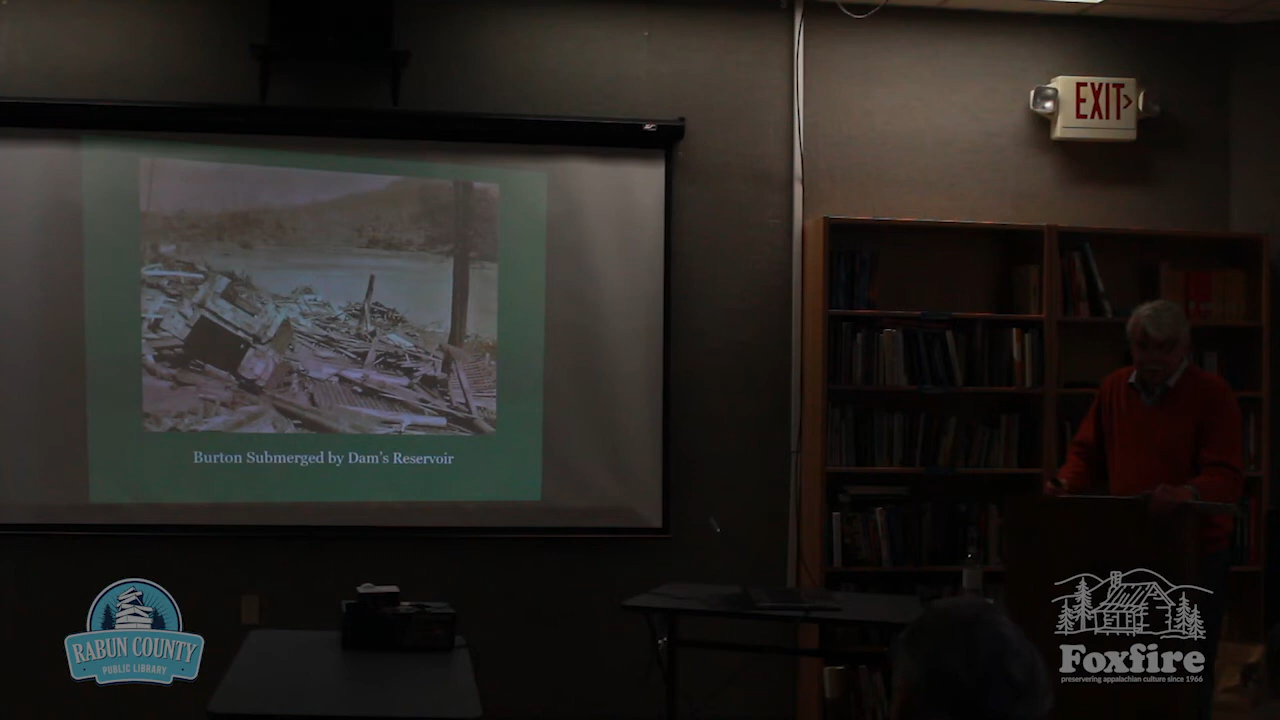 EXIT
Burton Submerged by Dam's Reservoir
RABUN COUNTY
PUBLIC LIBRARY
Foxfire
preserving appalachian culture since 1966